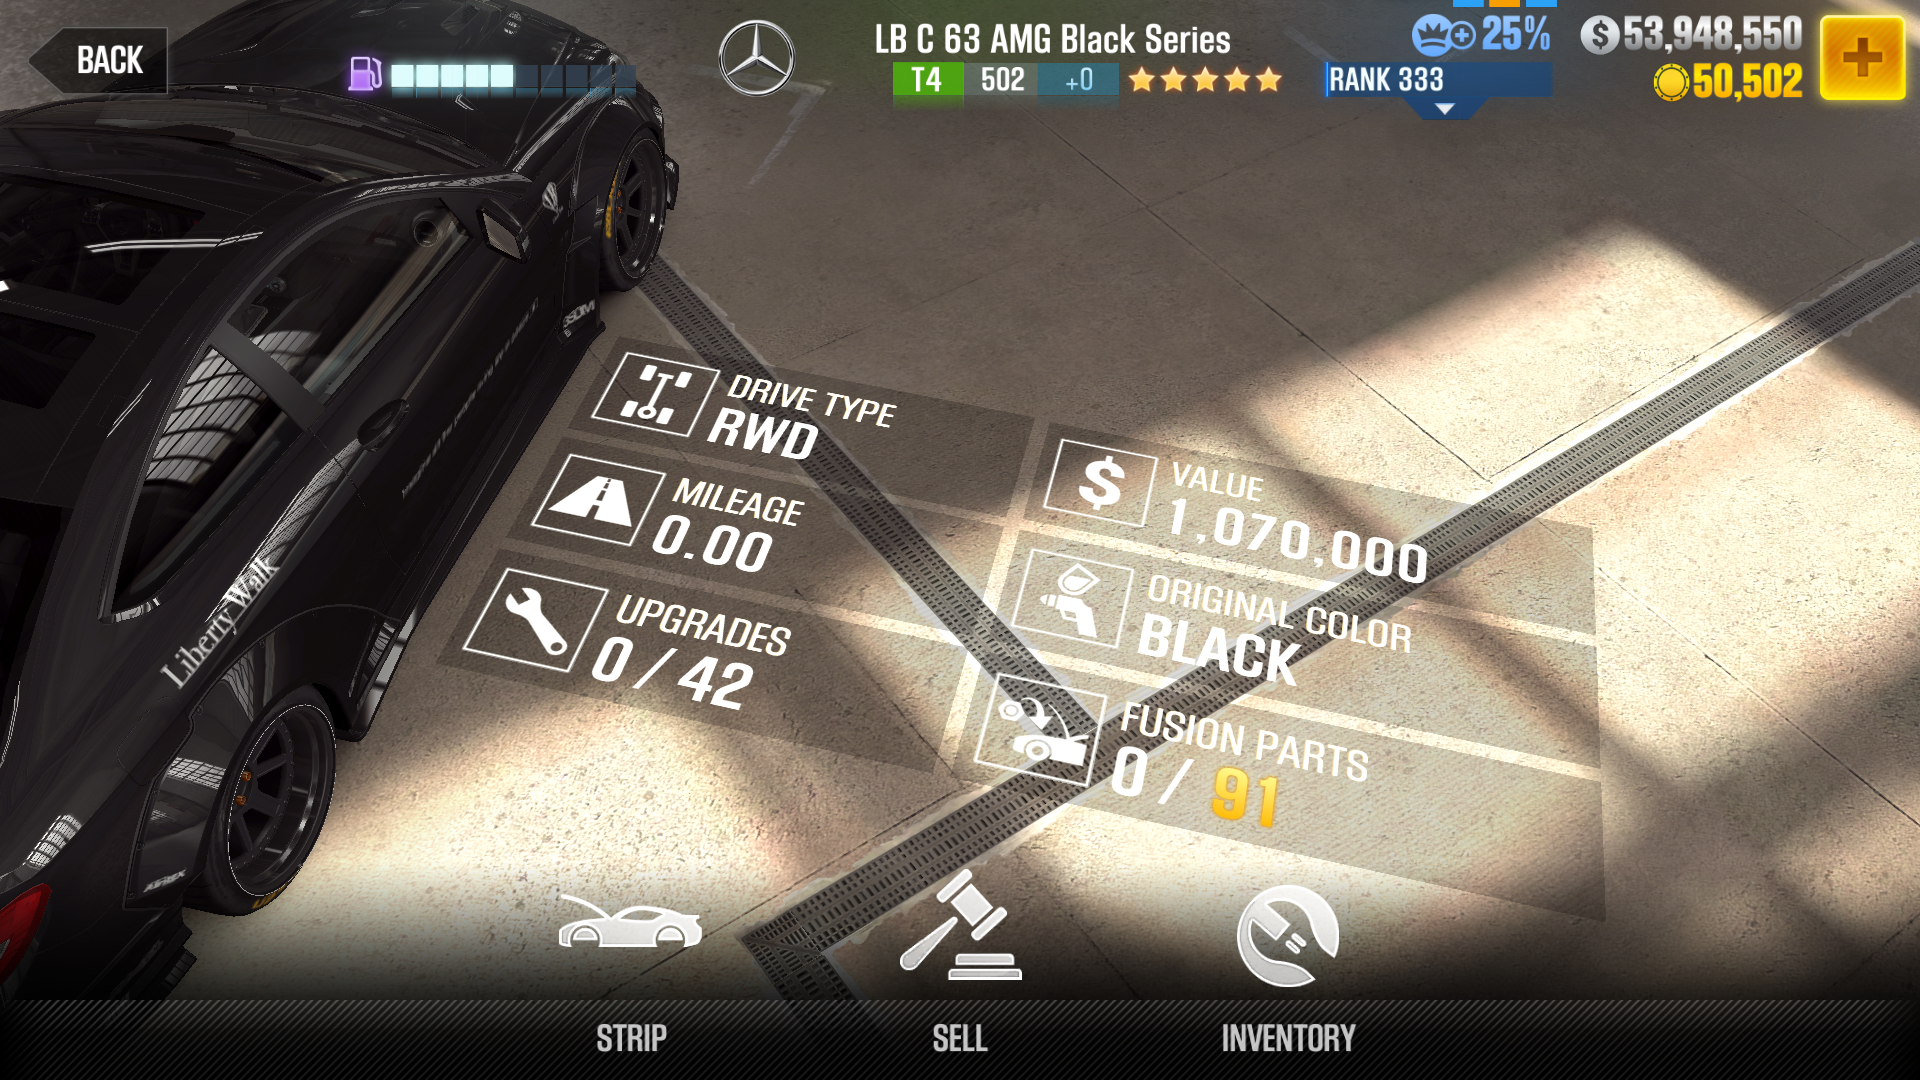 BACK
LB C 63 AMG Black Series
T4 502 +0
25%
RANK 333
53,948,550
50,502
DRIVE TYPE
RWD
MILEAGE
0.00
UPGRADES
0 / 42
VALUE
1,070,000
ORIGINAL COLOR
BLACK
FUSION PARTS
0 / 91
Liberty Walk
STRIP
SELL
INVENTORY